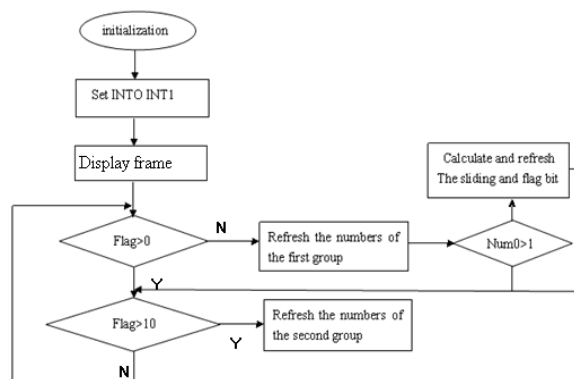 initialization
Set INTO INT1
Display frame
Calculate and refresh
The sliding and flag bit
Flag>0
N
Refresh the numbers of
the first group
Num0>1
Y
Flag>10
Y
Refresh the numbers of
the second group
N